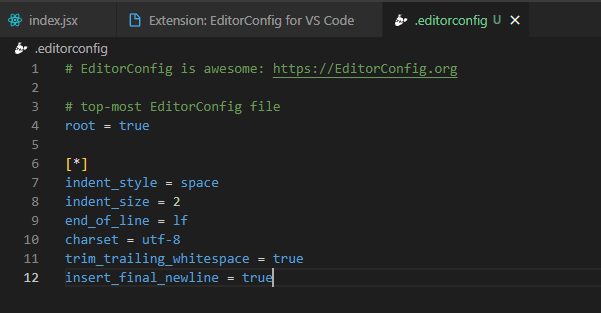 index.jsx Extension: EditorConfig for VS Code .editorconfig U
.editorconfig
1 # EditorConfig is awesome: https://EditorConfig.org
2
3 # top-most EditorConfig file
4 root = true
5
6 [*]
7 indent_style = space
8 indent_size = 2
9 end_of_line = lf
10 charset = utf-8
11 trim_trailing_whitespace = true
12 insert_final_newline = true